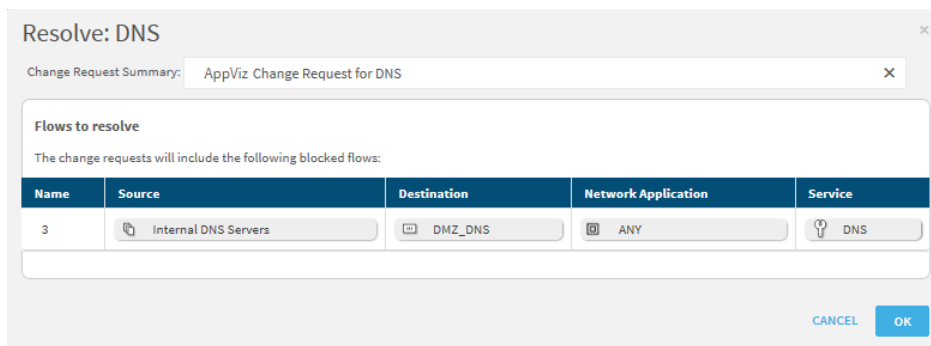 Resolve: DNS
Change Request Summary: AppViz Change Request for DNS
Flows to resolve
The change requests will include the following blocked flows:
Name Source Destination Network Application Service
3 Internal DNS Servers DMZ_DNS ANY DNS
CANCEL OK